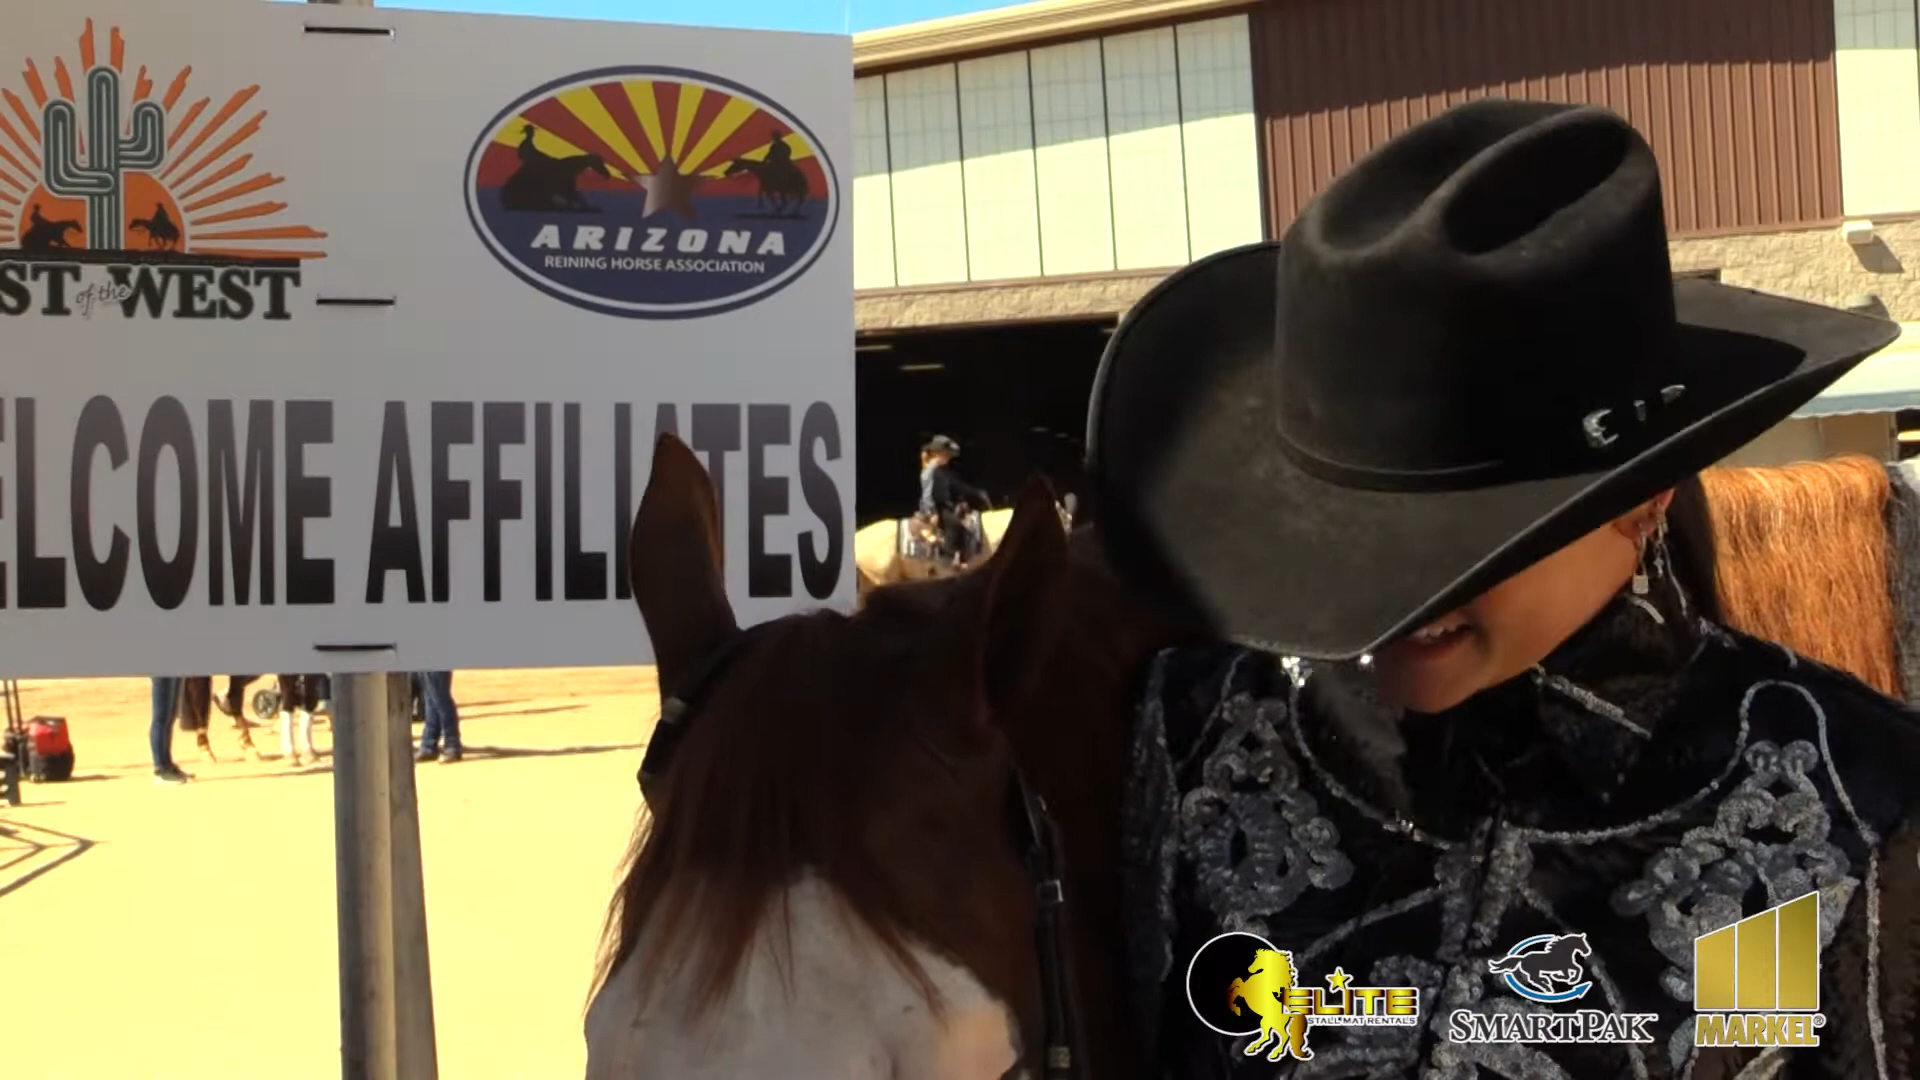 ST of the WEST
ARIZONA
REINING HORSE ASSOCIATION
ELCOME AFFILIATES
ELITE
STALL MAT RENTALS
SMARTPAK
MARKEL®